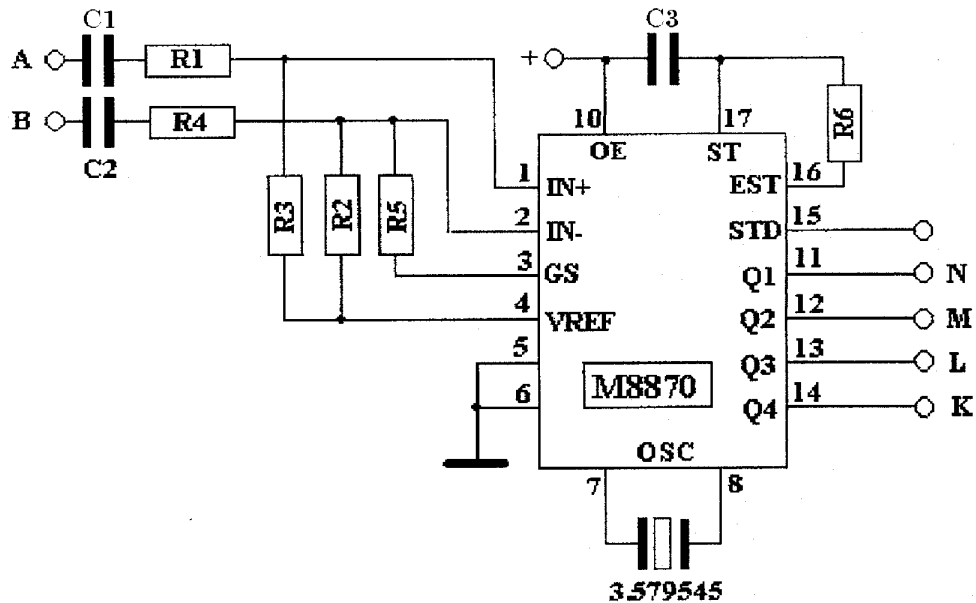 C1
C3
A
R1
+
B
R4
C2
10
17
R6
OE
ST
1
IN+
EST
16
R3
R2
R5
2
IN-
STD
15
3
GS
Q1
11
N
4
VREF
Q2
12
M
5
Q3
13
L
6
M8870
Q4
14
K
OSC
7
8
3.579545